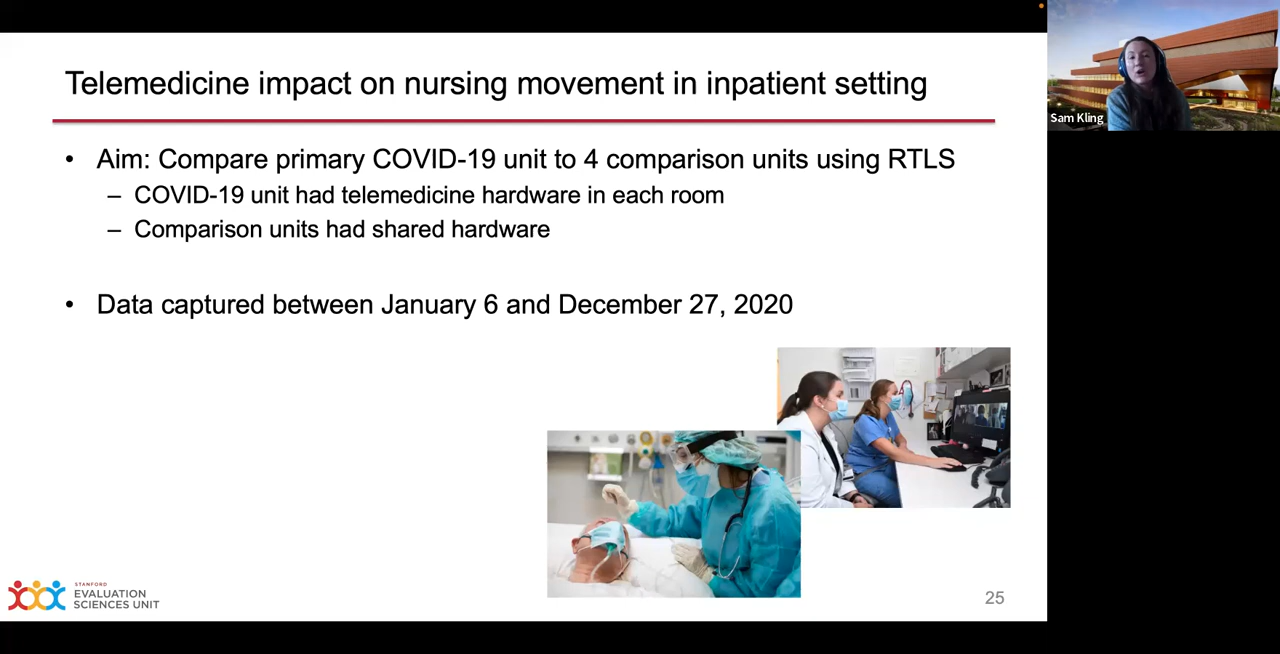 Telemedicine impact on nursing movement in inpatient setting
• Aim: Compare primary COVID-19 unit to 4 comparison units using RTLS
– COVID-19 unit had telemedicine hardware in each room
– Comparison units had shared hardware
• Data captured between January 6 and December 27, 2020
STANFORD
EVALUATION
SCIENCES UNIT
25
Sam Kling